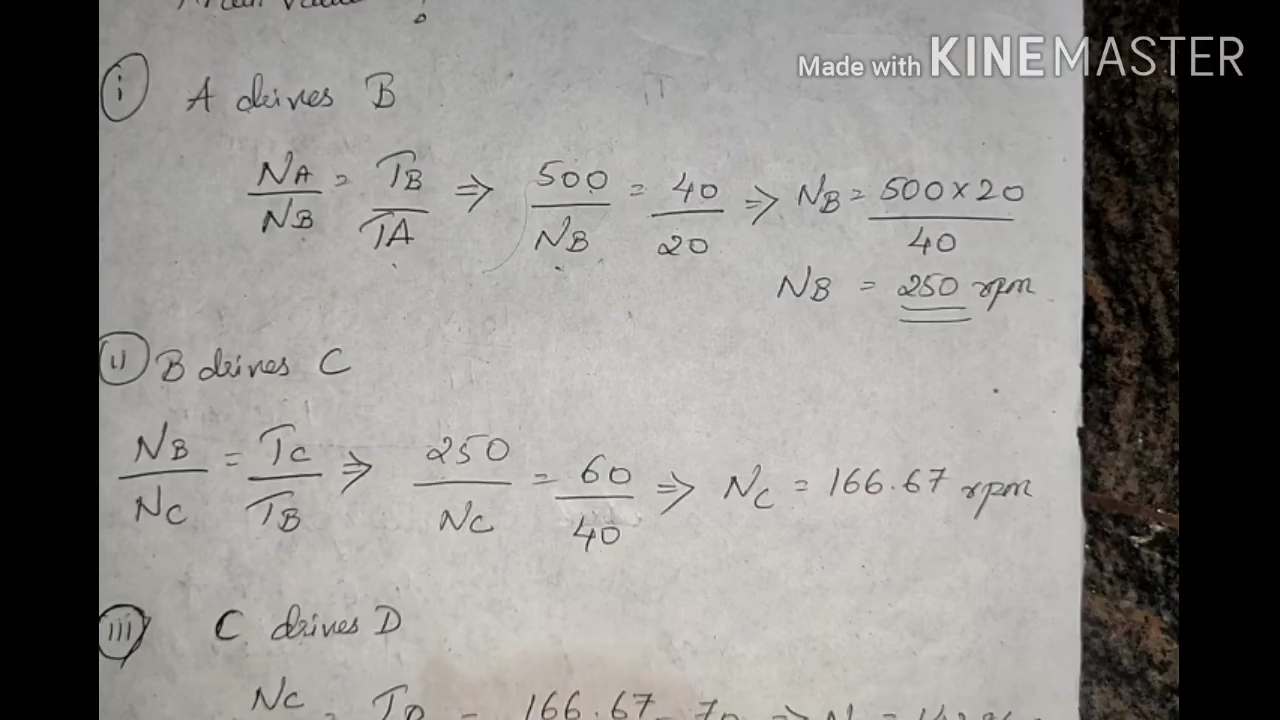 Made with KINEMASTER
i A drives B
NA/NB = TB/TA ⇒ 500/NB = 40/20 ⇒ NB = 500 × 20/40
NB = 250 rpm
ii B drives C
NB/NC = TC/TB ⇒ 250/NC = 60/40 ⇒ NC = 166.67 rpm
iii C drives D
NC = TD = 166.67 70 ⇒ N